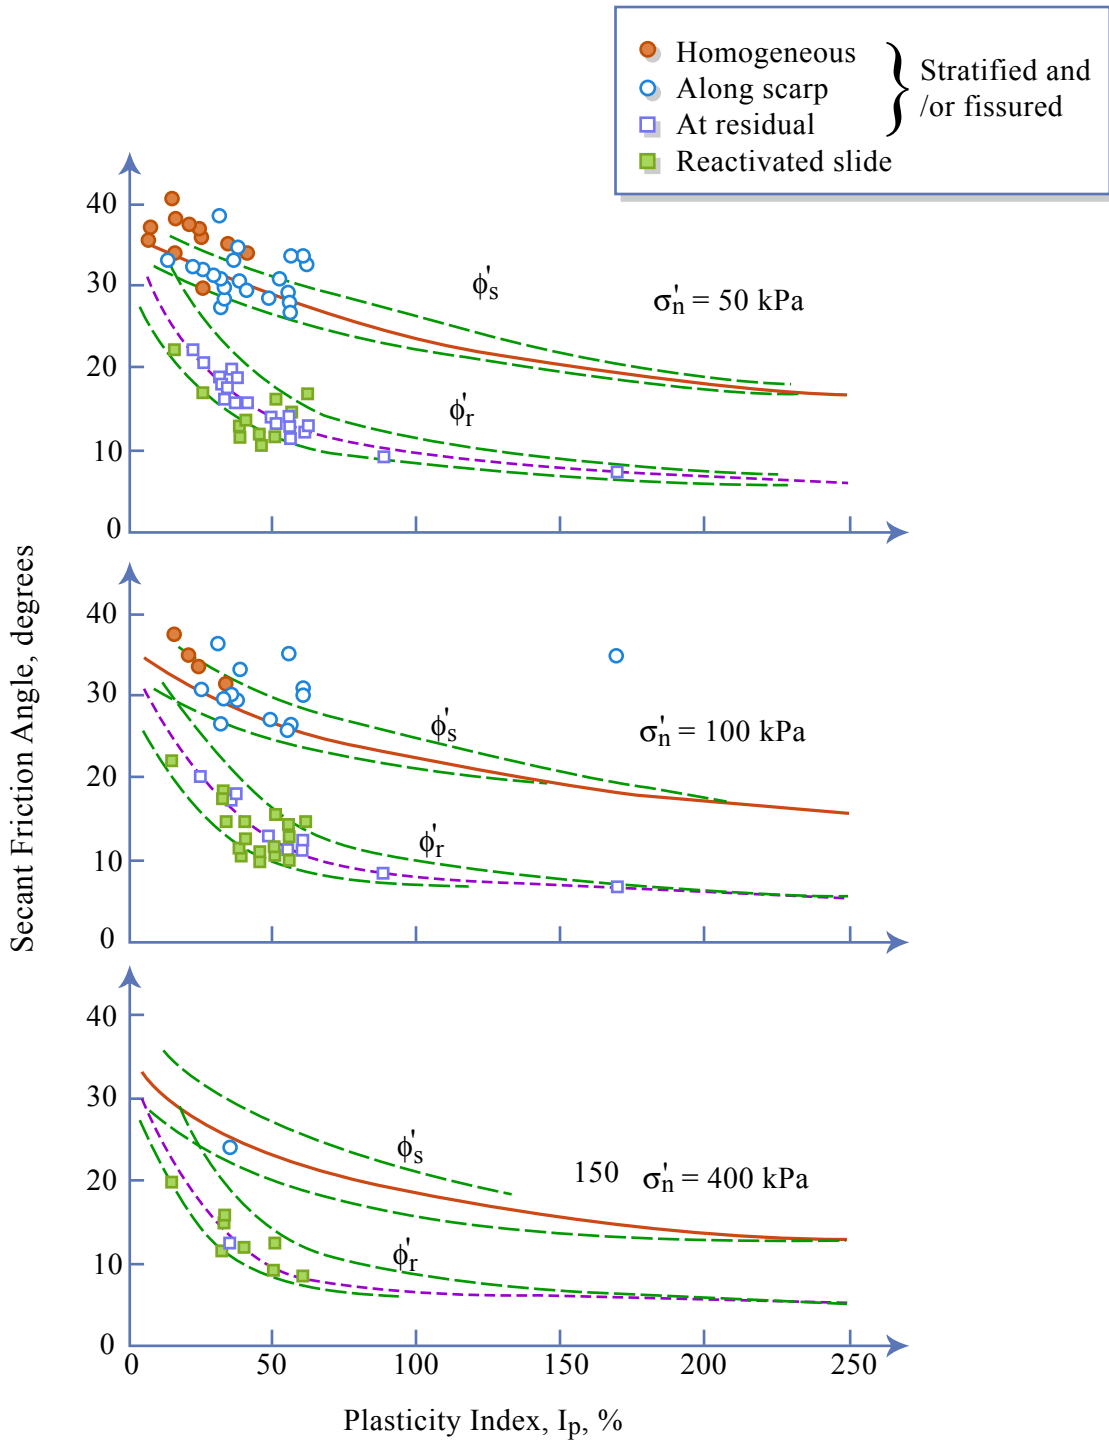 Homogeneous
Along scarp
At residual
Reactivated slide
Stratified and
/or fissured
Secant Friction Angle, degrees
40
30
20
10
0
ϕ's
σ'n = 50 kPa
ϕ'r
40
30
20
10
0
ϕ's
σ'n = 100 kPa
ϕ'r
40
30
20
10
0
ϕ's
150 σ'n = 400 kPa
ϕ'r
0 50 100 150 200 250
Plasticity Index, Ip, %